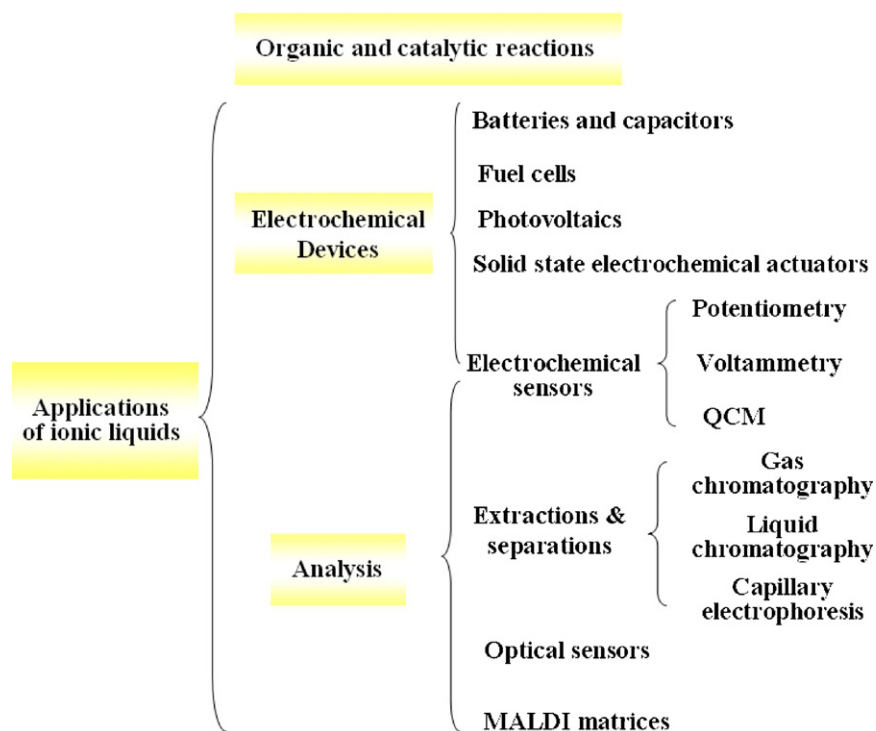 Organic and catalytic reactions
Batteries and capacitors
Fuel cells
Electrochemical
Devices
Photovoltaics
Solid state electrochemical actuators
Potentiometry
Electrochemical
sensors
Voltammetry
QCM
Applications
of ionic liquids
Gas
chromatography
Extractions &
separations
Liquid
chromatography
Capillary
electrophoresis
Analysis
Optical sensors
MALDI matrices